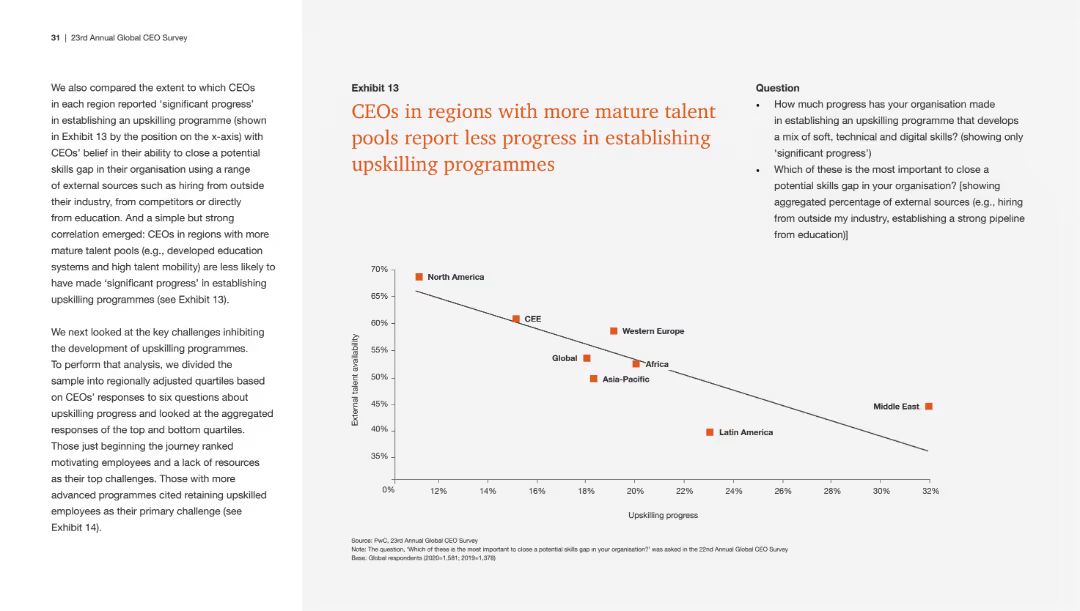 31 | 23rd Annual Global CEO Survey
We also compared the extent to which CEOs
in each region reported ‘significant progress’
in establishing an upskilling programme (shown
in Exhibit 13 by the position on the x-axis) with
CEOs’ belief in their ability to close a potential
skills gap in their organisation using a range
of external sources such as hiring from outside
their industry, from competitors or directly
from education. And a simple but strong
correlation emerged: CEOs in regions with more
mature talent pools (e.g., developed education
systems and high talent mobility) are less likely to
have made ‘significant progress’ in establishing
upskilling programmes (see Exhibit 13).
We next looked at the key challenges inhibiting
the development of upskilling programmes.
To perform that analysis, we divided the
sample into regionally adjusted quartiles based
on CEOs’ responses to six questions about
upskilling progress and looked at the aggregated
responses of the top and bottom quartiles.
Those just beginning the journey ranked
motivating employees and a lack of resources
as their top challenges. Those with more
advanced programmes cited retaining upskilled
employees as their primary challenge (see
Exhibit 14).
Exhibit 13
CEOs in regions with more mature talent
pools report less progress in establishing
upskilling programmes
Question
• How much progress has your organisation made
in establishing an upskilling programme that develops
a mix of soft, technical and digital skills? (showing only
‘significant progress’)
• Which of these is the most important to close a
potential skills gap in your organisation? [showing
aggregated percentage of external sources (e.g., hiring
from outside my industry, establishing a strong pipeline
from education)]
External talent availability
70%
65%
60%
55%
50%
45%
40%
35%
0%
North America
CEE
Western Europe
Global
Africa
Asia-Pacific
Middle East
Latin America
12% 14% 16% 18% 20% 22% 24% 26% 28% 30% 32%
Upskilling progress
Source: PwC, 23rd Annual Global CEO Survey
Note: The question, ‘Which of these is the most important to close a potential skills gap in your organisation?’ was asked in the 22nd Annual Global CEO Survey
Base: Global respondents (2020=1,581; 2019=1,378)